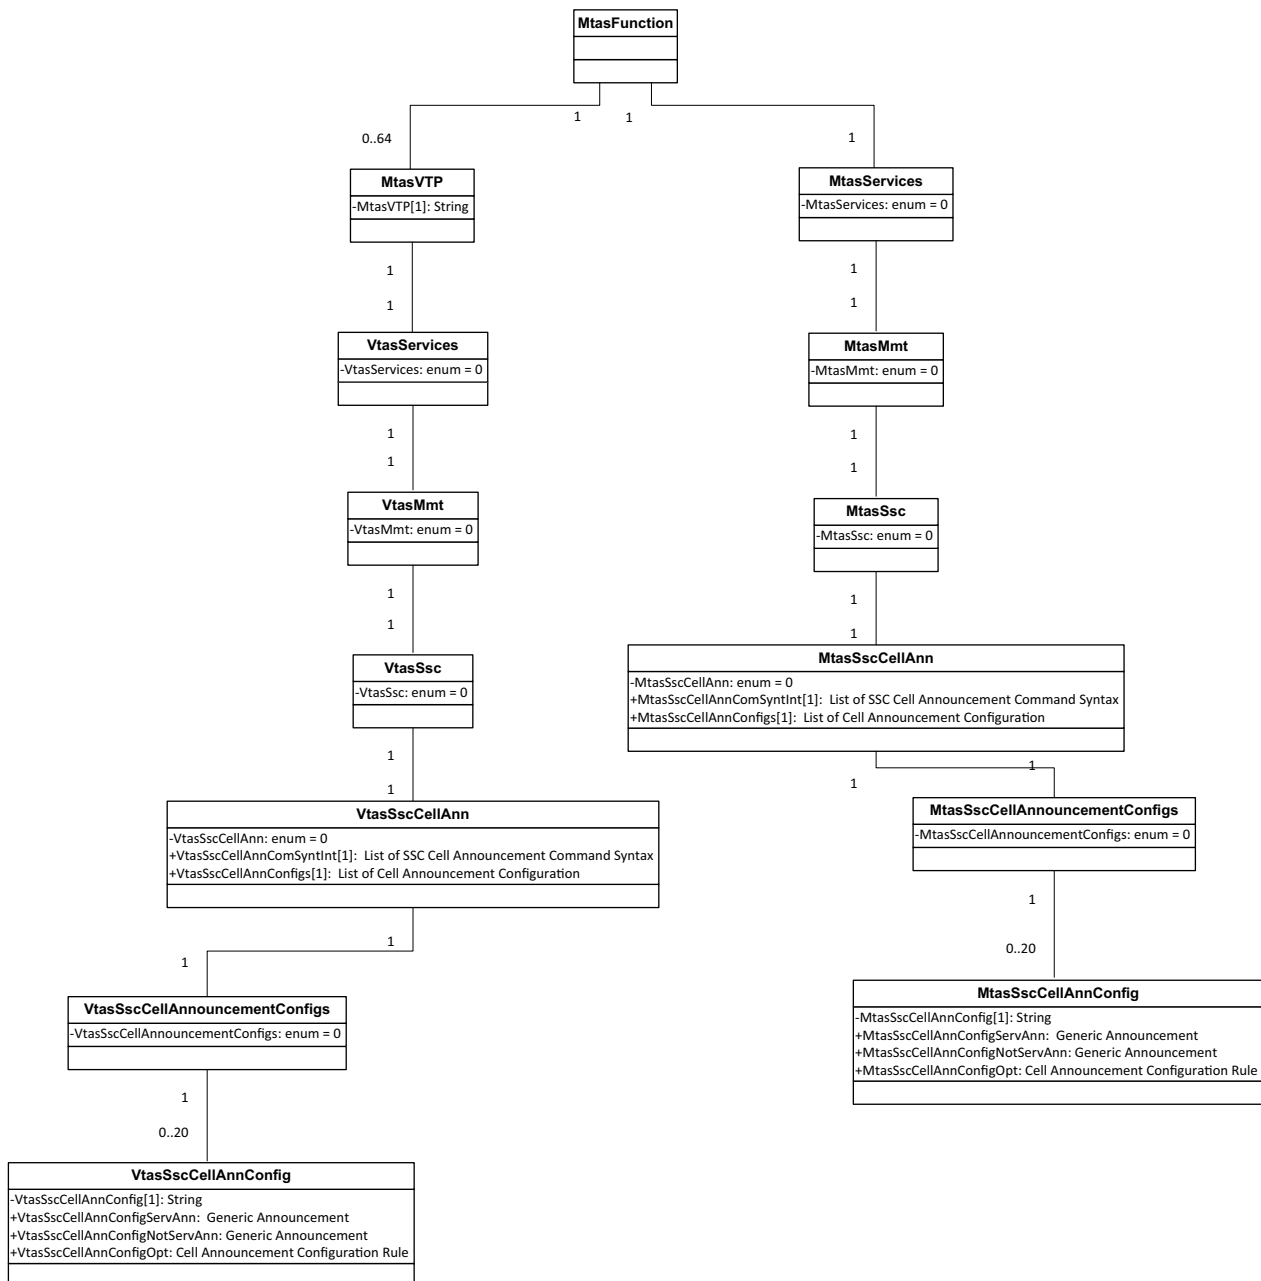 MtasFunction
1
1
0..64
1
MtasVTP
-MtasVTP[1]: String
MtasServices
-MtasServices: enum = 0
1
1
1
1
VtasServices
-VtasServices: enum = 0
MtasMmt
-MtasMmt: enum = 0
1
1
1
1
VtasMmt
-VtasMmt: enum = 0
MtasSsc
-MtasSsc: enum = 0
1
1
1
1
VtasSsc
-VtasSsc: enum = 0
MtasSscCellAnn
-MtasSscCellAnn: enum = 0
+MtasSscCellAnnComSyntInt[1]:  List of SSC Cell Announcement Command Syntax
+MtasSscCellAnnConfigs[1]:  List of Cell Announcement Configuration
1
1
1
1
VtasSscCellAnn
-VtasSscCellAnn: enum = 0
+VtasSscCellAnnComSyntInt[1]:  List of SSC Cell Announcement Command Syntax
+VtasSscCellAnnConfigs[1]:  List of Cell Announcement Configuration
MtasSscCellAnnouncementConfigs
-MtasSscCellAnnouncementConfigs: enum = 0
1
0..20
1
1
VtasSscCellAnnouncementConfigs
-VtasSscCellAnnouncementConfigs: enum = 0
MtasSscCellAnnConfig
-MtasSscCellAnnConfig[1]: String
+MtasSscCellAnnConfigServAnn:  Generic Announcement
+MtasSscCellAnnConfigNotServAnn: Generic Announcement
+MtasSscCellAnnConfigOpt: Cell Announcement Configuration Rule
1
0..20
VtasSscCellAnnConfig
-VtasSscCellAnnConfig[1]: String
+VtasSscCellAnnConfigServAnn:  Generic Announcement
+VtasSscCellAnnConfigNotServAnn: Generic Announcement
+VtasSscCellAnnConfigOpt: Cell Announcement Configuration Rule